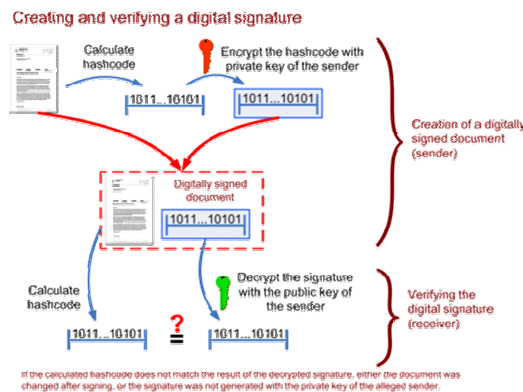 Creating and verifying a digital signature
Calculate
hashcode
Encrypt the hashcode with
private key of the sender
1011...10101
1011...10101
Creation of a digitally
signed document
(sender)
Digitally signed
document
1011...10101
Calculate
hashcode
Decrypt the signature
with the public key of
the sender
Verifying the
digital signature
(receiver)
1011...10101
?
=
1011...10101
If the calculated hashcode does not match the result of the decrypted signature, either the document was
changed after signing, or the signature was not generated with the private key of the alleged sender.